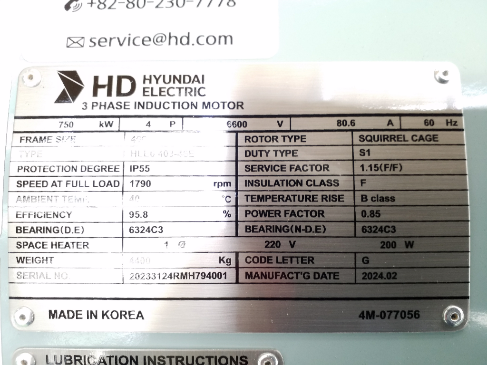 +82-80-230-7778
service@hd.com
HD HYUNDAI
ELECTRIC
3 PHASE INDUCTION MOTOR
750 kW 4 P 6600 V 80.6 A 60 Hz
FRAME SIZE ROTOR TYPE SQUIRREL CAGE
TYPE DUTY TYPE S1
PROTECTION DEGREE IP55 SERVICE FACTOR 1.15(F/F)
SPEED AT FULL LOAD 1790 rpm INSULATION CLASS F
AMBIENT TEMP. 40 °C TEMPERATURE RISE B class
EFFICIENCY 95.8 % POWER FACTOR 0.85
BEARING(D.E) 6324C3 BEARING(N-D.E) 6324C3
SPACE HEATER 1 Ø 220 V 200 W
WEIGHT Kg CODE LETTER G
SERIAL NO 20233124RMH794001 MANUFACT'G DATE 2024.02
MADE IN KOREA 4M-077056
LUBRICATION INSTRUCTIONS